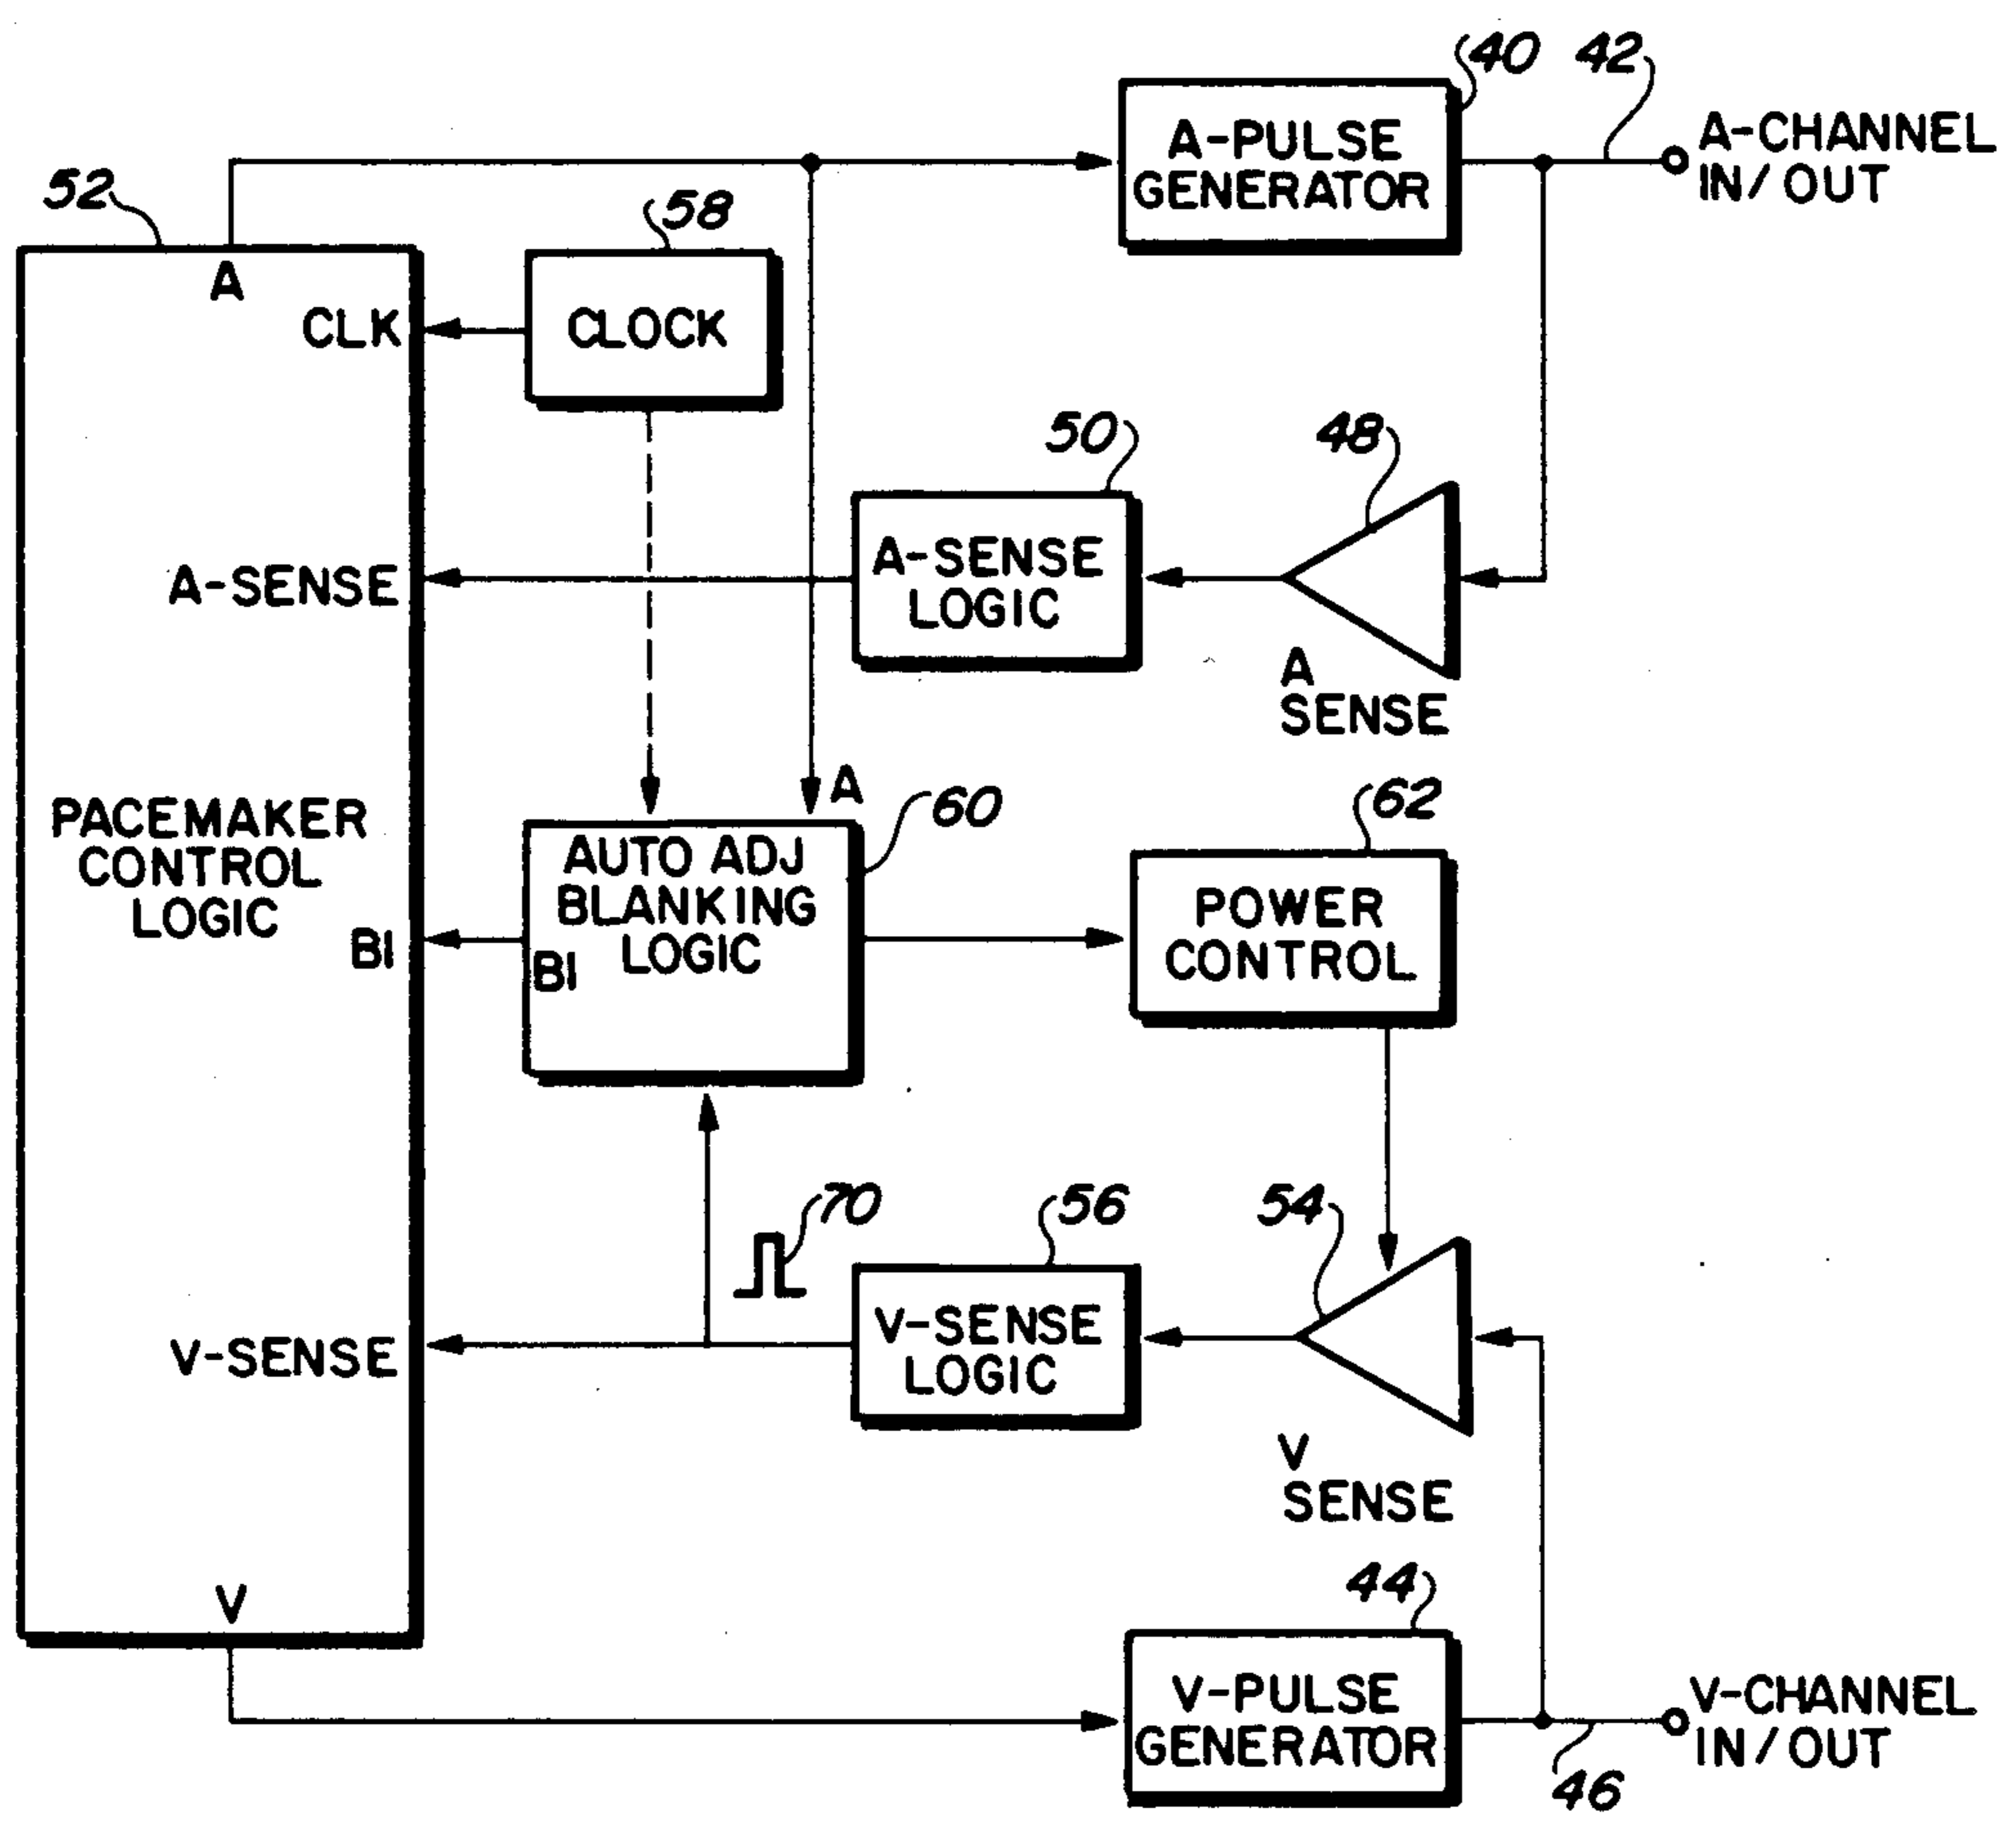 40
42
A-PULSE
GENERATOR
A-CHANNEL
IN/OUT
52
58
A
CLK
CLOCK
50
48
A-SENSE
A-SENSE
LOGIC
A
SENSE
A
60
62
PACEMAKER
CONTROL
LOGIC
BI
AUTO ADJ
BLANKING
LOGIC
BI
POWER
CONTROL
70
56
54
V-SENSE
V-SENSE
LOGIC
V
SENSE
44
V
V-PULSE
GENERATOR
V-CHANNEL
IN/OUT
46